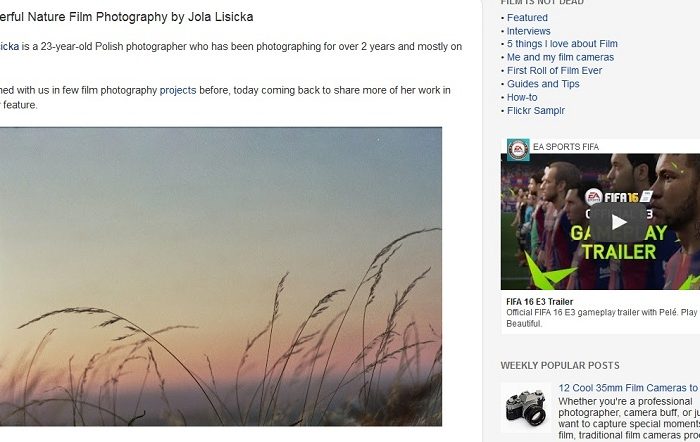 erful Nature Film Photography by Jola Lisicka
icka is a 23-year-old Polish photographer who has been photographing for over 2 years and mostly on
ned with us in few film photography projects before, today coming back to share more of her work in
feature.
FILM IS NOT DEAD
• Featured
• Interviews
• 5 things I love about Film
• Me and my film cameras
• First Roll of Film Ever
• Guides and Tips
• How-to
• Flickr Samplr
EA SPORTS FIFA
EA SPORTS
FIFA 16
GAMEPLAY
TRAILER
FIFA 16 E3 Trailer
Official FIFA 16 E3 gameplay trailer with Pelé. Play
Beautiful.
WEEKLY POPULAR POSTS
12 Cool 35mm Film Cameras to
Whether you're a professional
photographer, camera buff, or ju
want to capture special moment
film, traditional film cameras pro